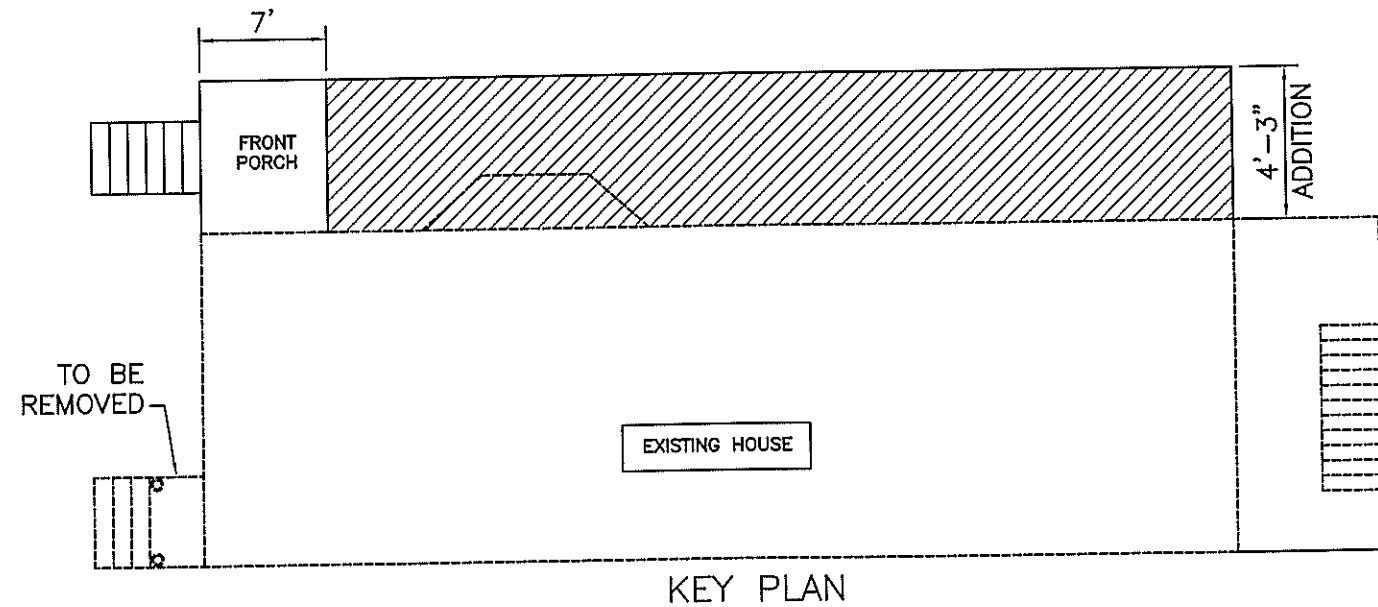 7'
FRONT
PORCH
4'-3"
ADDITION
TO BE
REMOVED
EXISTING HOUSE
KEY PLAN